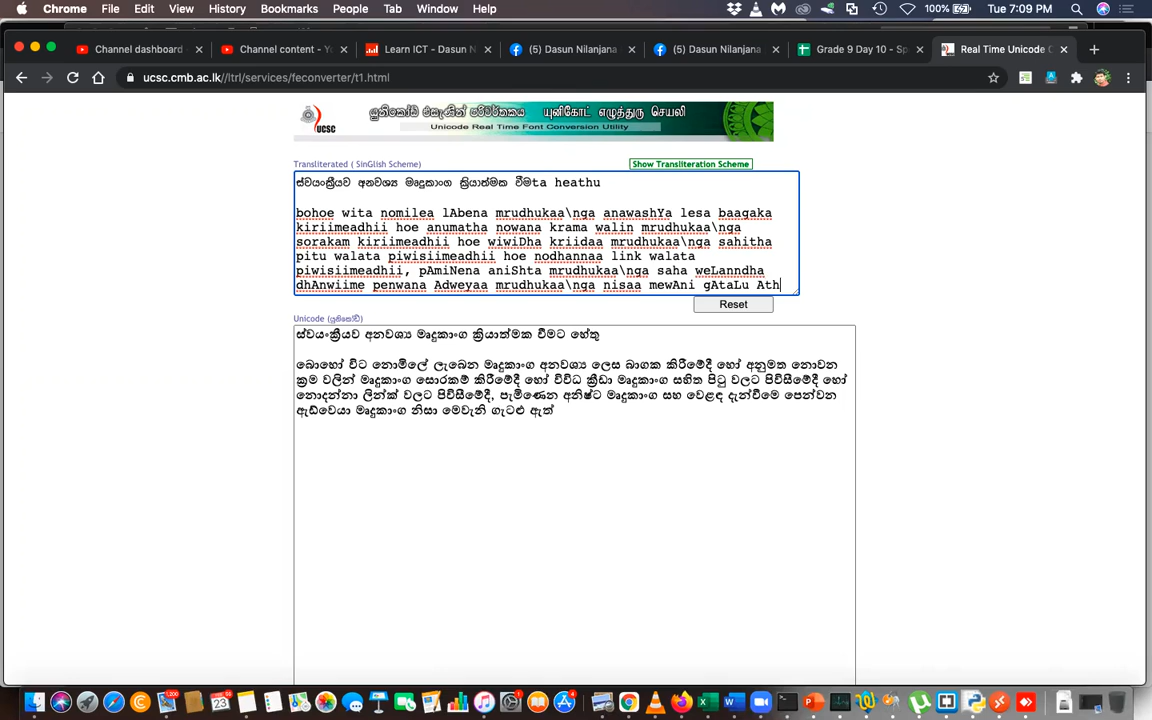 Chrome File Edit View History Bookmarks People Tab Window Help 100% Tue 7:09 PM
Channel dashboard
Channel content - Y
Learn ICT - Dasun N
(5) Dasun Nilanjana
(5) Dasun Nilanjana
Grade 9 Day 10 - Sp
Real Time Unicode C
ucsc.cmb.ac.lk//ltrl/services/feconverter/t1.html
UCSC
යුනිකෝඩ් එසැණින් පරිවර්තකය யுனிகோட் எழுத்துரு செயலி
Unicode Real Time Font Conversion Utility
Transliterated ( SinGlish Scheme)
Show Transliteration Scheme
ස්වයංක්‍රීයව අනවශ්‍ය මෘදුකාංග ක්‍රියාත්මක වීමta heathu
bohoe wita nomilea lAbena mrudhukaa\nga anawashYa lesa baagaka
kiriimeadhii hoe anumatha nowana krama walin mrudhukaa\nga
sorakam kiriimeadhii hoe wiwiDha kriidaa mrudhukaa\nga sahitha
pitu walata piwisiimeadhii hoe nodhannaa link walata
piwisiimeadhii, pAmiNena aniShta mrudhukaa\nga saha weLanndha
dhAnwiime penwana Adweyaa mrudhukaa\nga nisaa mewAni gAtaLu Ath
Reset
Unicode (යුනිකෝඩ්)
ස්වයංක්‍රීයව අනවශ්‍ය මෘදුකාංග ක්‍රියාත්මක වීමට හේතු
බොහෝ විට නොමිලේ ලැබෙන මෘදුකාංග අනවශ්‍ය ලෙස බාගක කිරීමේදී හෝ අනුමත නොවන
ක්‍රම වලින් මෘදුකාංග සොරකම් කිරීමේදී හෝ විවිධ ක්‍රීඩා මෘදුකාංග සහිත පිටු වලට පිවිසීමේදී හෝ
නොදන්නා ලින්ක් වලට පිවිසීමේදී, පැමිණෙන අනිෂ්ට මෘදුකාංග සහ වෙළඳ දැන්වීමෙ පෙන්වන
ඇඩ්වෙයා මෘදුකාංග නිසා මෙවැනි ගැටළු ඇත්